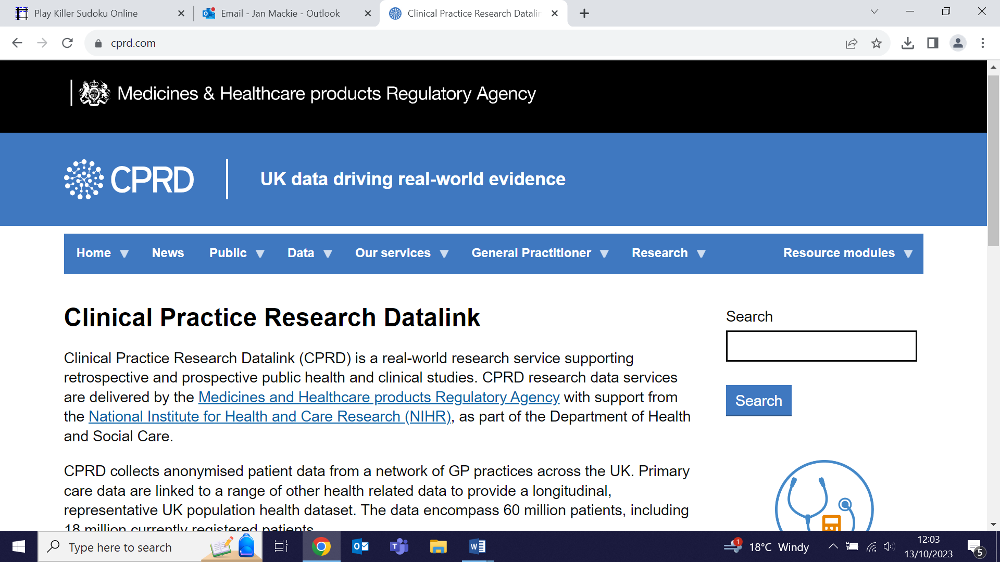 Play Killer Sudoku Online
Email - Jan Mackie - Outlook
Clinical Practice Research Datalin
cprd.com
Medicines & Healthcare products Regulatory Agency
CPRD
UK data driving real-world evidence
Home ▼ News Public ▼ Data ▼ Our services ▼ General Practitioner ▼ Research ▼ Resource modules ▼
Clinical Practice Research Datalink
Clinical Practice Research Datalink (CPRD) is a real-world research service supporting
retrospective and prospective public health and clinical studies. CPRD research data services
are delivered by the Medicines and Healthcare products Regulatory Agency with support from
the National Institute for Health and Care Research (NIHR), as part of the Department of Health
and Social Care.
CPRD collects anonymised patient data from a network of GP practices across the UK. Primary
care data are linked to a range of other health related data to provide a longitudinal,
representative UK population health dataset. The data encompass 60 million patients, including
18 million currently registered patients.
Search
Search
Type here to search
1
18°C Windy
12:03
13/10/2023
5